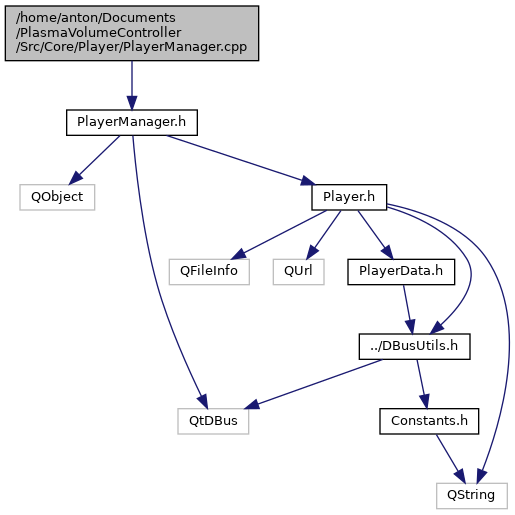 /home/anton/Documents
/PlasmaVolumeController
/Src/Core/Player/PlayerManager.cpp
PlayerManager.h
QObject
Player.h
QFileInfo
QUrl
PlayerData.h
../DBusUtils.h
QtDBus
Constants.h
QString